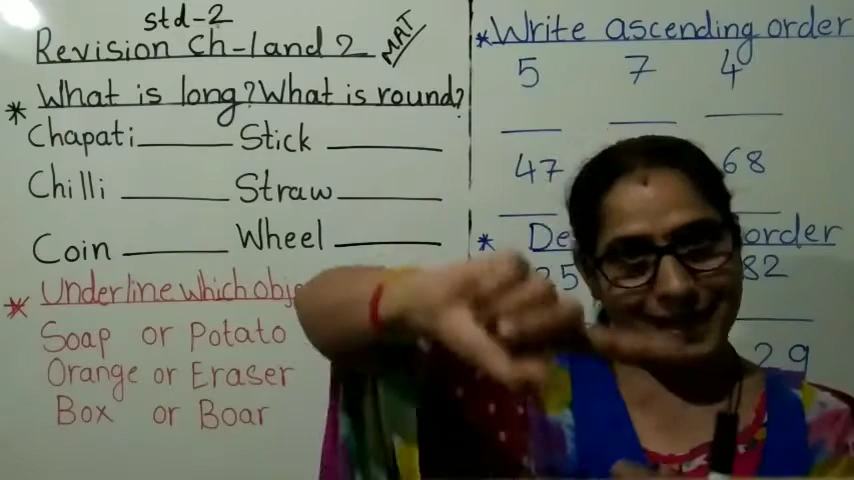 std-2
Revision Ch-1 and 2 MAT
* What is long? What is round?
Chapati ______ Stick ______
Chilli ______ Straw ______
Coin ______ Wheel ______
* Underline which
Soap or Potato
Orange or Eraser
Box or Boar
* Write ascending order
5 7 4
47 68
* order
82
29